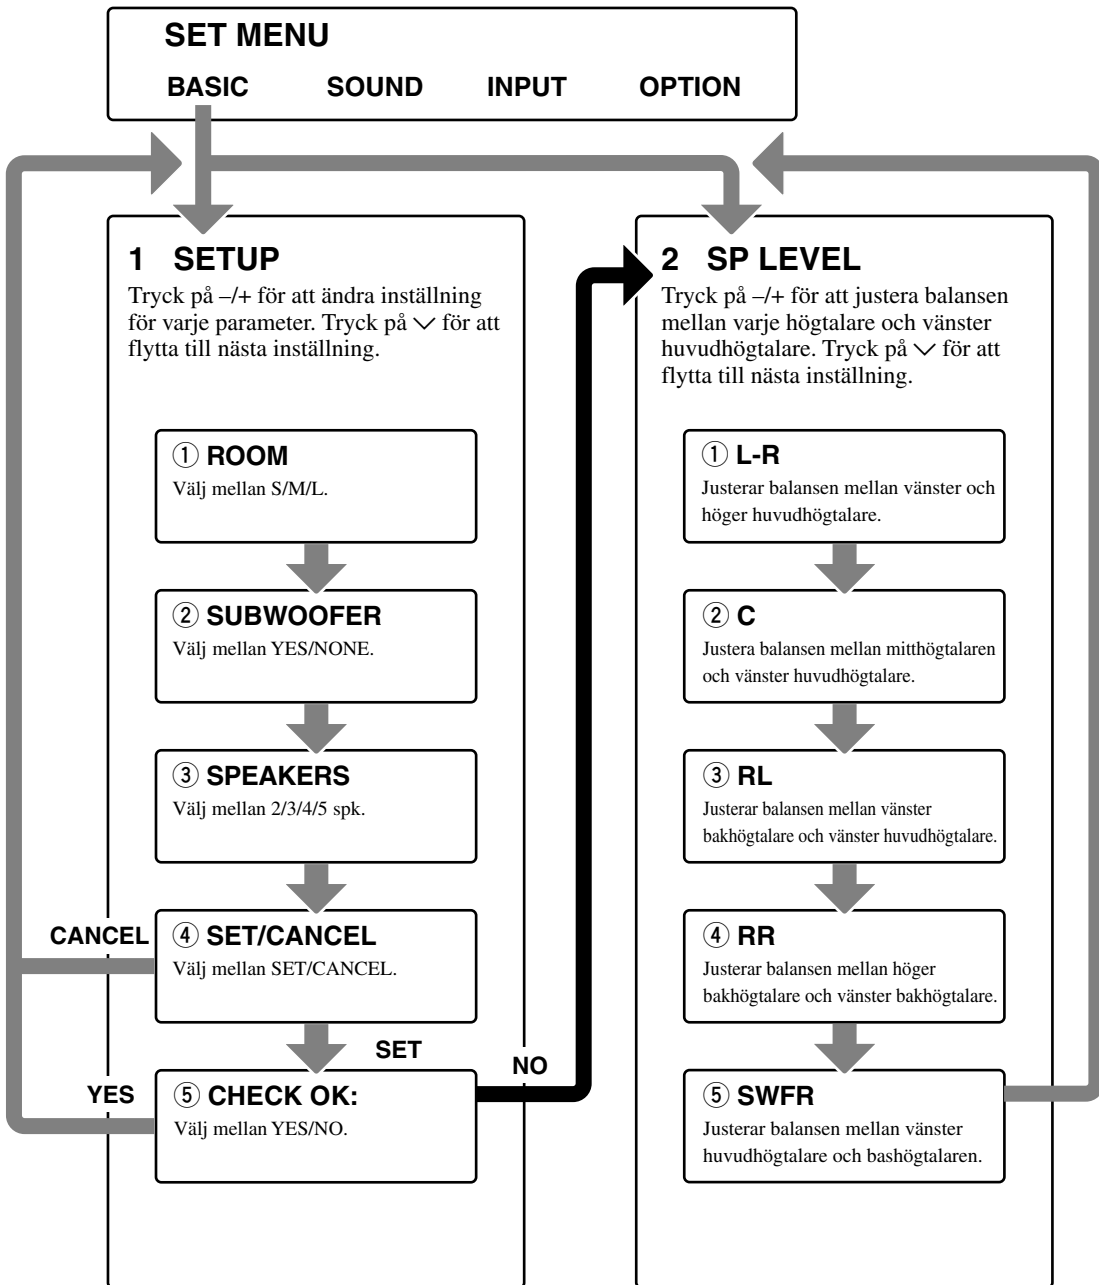 SET MENU
BASIC SOUND INPUT OPTION
1 SETUP
Tryck på –/+ för att ändra inställning
för varje parameter. Tryck på ∨ för att
flytta till nästa inställning.
① ROOM
Välj mellan S/M/L.
② SUBWOOFER
Välj mellan YES/NONE.
③ SPEAKERS
Välj mellan 2/3/4/5 spk.
CANCEL
④ SET/CANCEL
Välj mellan SET/CANCEL.
SET
YES
NO
⑤ CHECK OK:
Välj mellan YES/NO.
2 SP LEVEL
Tryck på –/+ för att justera balansen
mellan varje högtalare och vänster
huvudhögtalare. Tryck på ∨ för att
flytta till nästa inställning.
① L-R
Justerar balansen mellan vänster och
höger huvudhögtalare.
② C
Justera balansen mellan mitthögtalaren
och vänster huvudhögtalare.
③ RL
Justerar balansen mellan vänster
bakhögtalare och vänster huvudhögtalare.
④ RR
Justerar balansen mellan höger
bakhögtalare och vänster bakhögtalare.
⑤ SWFR
Justerar balansen mellan vänster
huvudhögtalare och bashögtalaren.